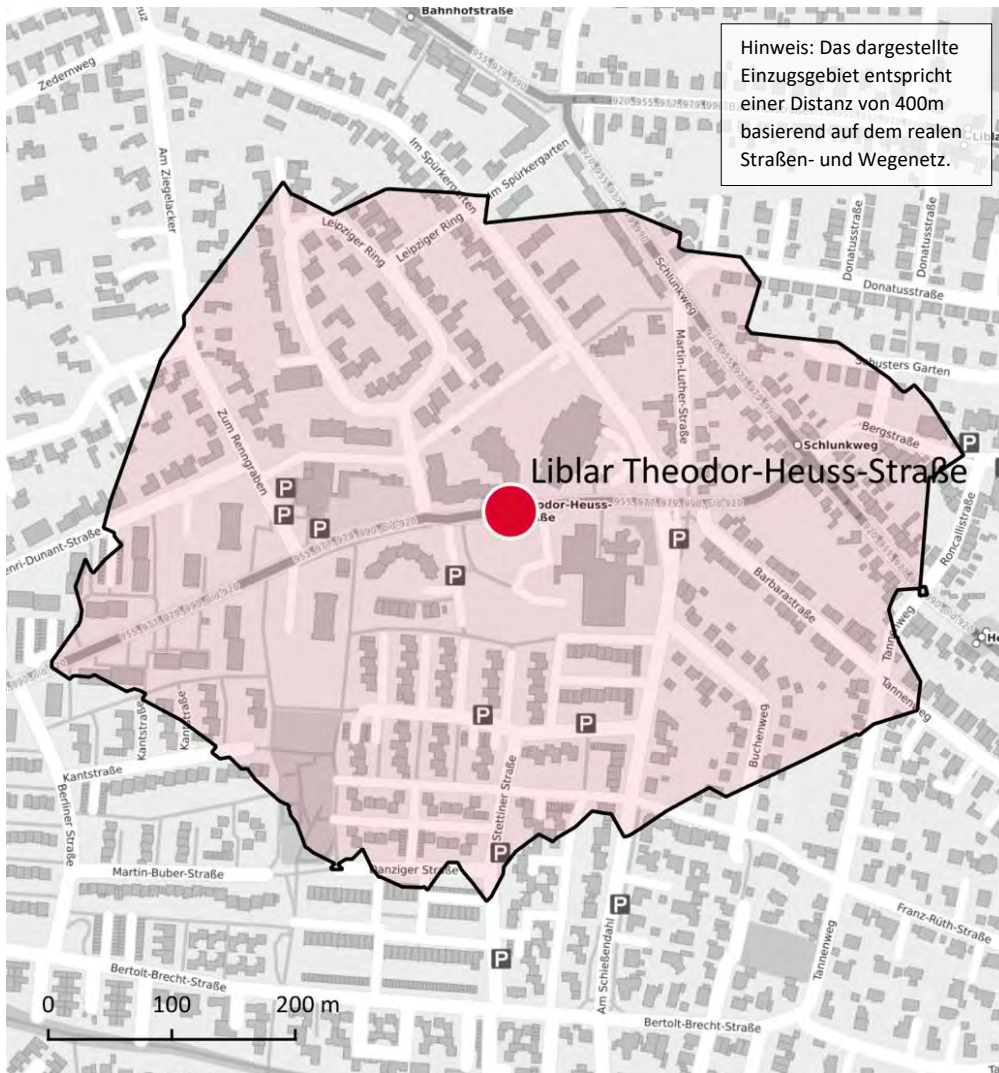 Bahnhofstraße
Hinweis: Das dargestellte
Einzugsgebiet entspricht
einer Distanz von 400m
basierend auf dem realen
Straßen- und Wegenetz.
Zedernweg
Am Ziegelacker
Im Spürkergarten
Im Spürkergarten
Leipziger Ring
Leipziger Ring
Schlunkweg
Donatusstraße
Donatusstraße
Donatusstraße
Martin-Luther-Straße
Schusters Garten
Bergstraße
Schlunkweg
Zum Renngraben
Liblar Theodor-Heuss-Straße
P
P
P
P
P
P
Roncallistraße
Barbarastraße
Tannenweg
Tannenweg
P
P
Buchenweg
Kantstraße
Kantstraße
Kantstraße
Berliner Straße
Stettiner Straße
P
Danziger Straße
Martin-Buber-Straße
P
Am Schießendahl
Franz-Rüth-Straße
Tannenweg
P
Bertolt-Brecht-Straße
Bertolt-Brecht-Straße
0 100 200 m